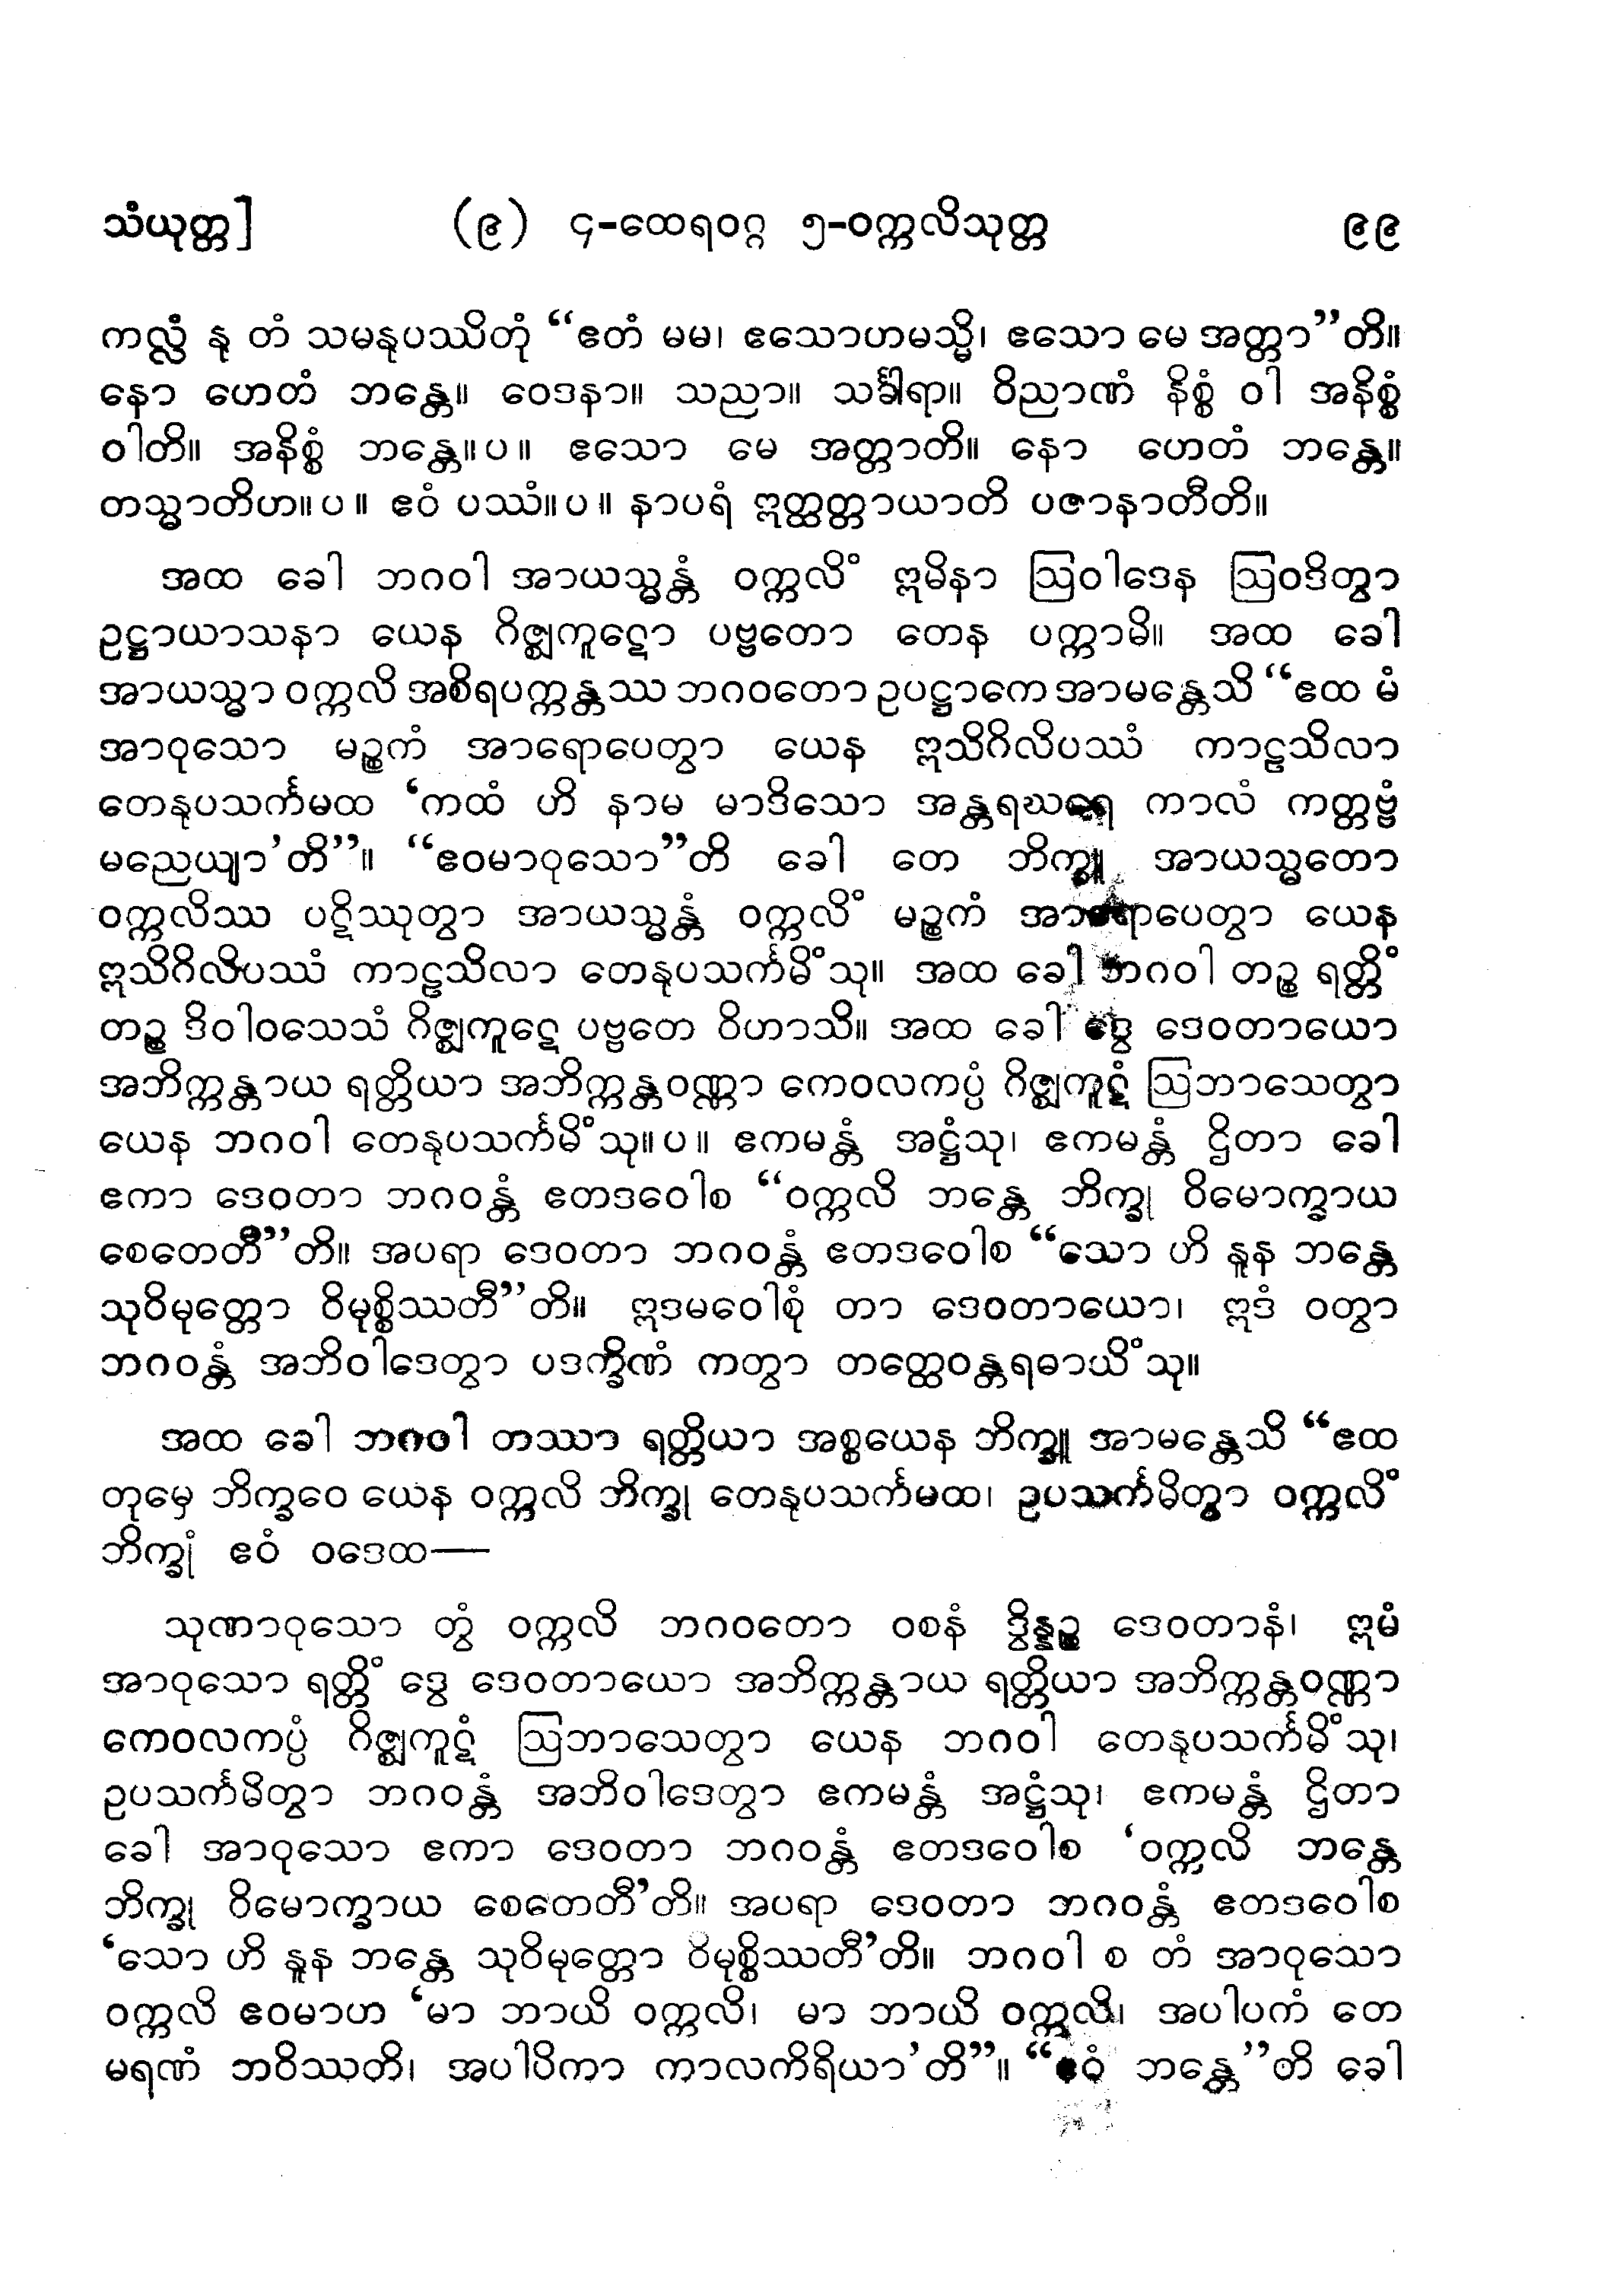 သံယုတ္တ] (၉) ၄-ထေရဝဂ္ဂ ၅-ဝက္ကလိသုတ္တ ၉၉
ကလ္လံ နု တံ သမနုပဿိတုံ “ဧတံ မမ၊ ဧသောဟမသ္မိ၊ ဧသော မေ အတ္တာ”တိ။
နော ဟေတံ ဘန္တေ။ ဝေဒနာ။ သညာ။ သင်္ခါရာ။ ဝိညာဏံ နိစ္စံ ဝါ အနိစ္စံ
ဝါတိ။ အနိစ္စံ ဘန္တေ။ပ။ ဧသော မေ အတ္တာတိ။ နော ဟေတံ ဘန္တေ။
တသ္မာတိဟ။ပ။ ဧဝံ ပဿံ။ပ။ နာပရံ ဣတ္ထတ္တာယာတိ ပဇာနာတီတိ။
အထ ခေါ ဘဂဝါ အာယသ္မန္တံ ဝက္ကလိံ ဣမိနာ ဩဝါဒေန ဩဝဒိတွာ
ဥဋ္ဌာယာသနာ ယေန ဂိဇ္ဈကူဋော ပဗ္ဗတော တေန ပက္ကာမိ။ အထ ခေါ
အာယသ္မာ ဝက္ကလိ အစိရပက္ကန္တဿ ဘဂဝတော ဥပဋ္ဌာကေ အာမန္တေသိ “ဧထ မံ
အာဝုသော မဉ္စကံ အာရောပေတွာ ယေန ဣသိဂိလိပဿံ ကာဠသိလာ
တေနုပသင်္ကမထ ‘ကထံ ဟိ နာမ မာဒိသော အန္တရဃရေ ကာလံ ကတ္တဗ္ဗံ
မညေယျာ’တိ”။ “ဧဝမာဝုသော”တိ ခေါ တေ ဘိက္ခူ အာယသ္မတော
ဝက္ကလိဿ ပဋိဿုတွာ အာယသ္မန္တံ ဝက္ကလိံ မဉ္စကံ အာရောပေတွာ ယေန
ဣသိဂိလိပဿံ ကာဠသိလာ တေနုပသင်္ကမိံသု။ အထ ခေါ ဘဂဝါ တဉ္စ ရတ္တိံ
တဉ္စ ဒိဝါဝသေသံ ဂိဇ္ဈကူဋေ ပဗ္ဗတေ ဝိဟာသိ။ အထ ခေါ ဒွေ ဒေဝတာယော
အဘိက္ကန္တာယ ရတ္တိယာ အဘိက္ကန္တဝဏ္ဏာ ကေဝလကပ္ပံ ဂိဇ္ဈကူဋံ ဩဘာသေတွာ
ယေန ဘဂဝါ တေနုပသင်္ကမိံသု။ပ။ ဧကမန္တံ အဋ္ဌံသု၊ ဧကမန္တံ ဌိတာ ခေါ
ဧကာ ဒေဝတာ ဘဂဝန္တံ ဧတဒဝေါစ “ဝက္ကလိ ဘန္တေ ဘိက္ခု ဝိမောက္ခာယ
စေတေတီ”တိ။ အပရာ ဒေဝတာ ဘဂဝန္တံ ဧတဒဝေါစ “သော ဟိ နူန ဘန္တေ
သုဝိမုတ္တော ဝိမုစ္စိဿတီ”တိ။ ဣဒမဝေါစုံ တာ ဒေဝတာယော၊ ဣဒံ ဝတွာ
ဘဂဝန္တံ အဘိဝါဒေတွာ ပဒက္ခိဏံ ကတွာ တတ္ထေဝန္တရဓာယိံသု။
အထ ခေါ ဘဂဝါ တဿာ ရတ္တိယာ အစ္စယေန ဘိက္ခူ အာမန္တေသိ “ဧထ
တုမှေ ဘိက္ခဝေ ယေန ဝက္ကလိ ဘိက္ခု တေနုပသင်္ကမထ၊ ဥပသင်္ကမိတွာ ဝက္ကလိံ
ဘိက္ခုံ ဧဝံ ဝဒေထ—
သုဏာဝုသော တွံ ဝက္ကလိ ဘဂဝတော ဝစနံ ဒွိန္နဉ္စ ဒေဝတာနံ၊ ဣမံ
အာဝုသော ရတ္တိံ ဒွေ ဒေဝတာယော အဘိက္ကန္တာယ ရတ္တိယာ အဘိက္ကန္တဝဏ္ဏာ
ကေဝလကပ္ပံ ဂိဇ္ဈကူဋံ ဩဘာသေတွာ ယေန ဘဂဝါ တေနုပသင်္ကမိံသု၊
ဥပသင်္ကမိတွာ ဘဂဝန္တံ အဘိဝါဒေတွာ ဧကမန္တံ အဋ္ဌံသု၊ ဧကမန္တံ ဌိတာ
ခေါ အာဝုသော ဧကာ ဒေဝတာ ဘဂဝန္တံ ဧတဒဝေါစ ‘ဝက္ကလိ ဘန္တေ
ဘိက္ခု ဝိမောက္ခာယ စေတေတီ’တိ။ အပရာ ဒေဝတာ ဘဂဝန္တံ ဧတဒဝေါစ
‘သော ဟိ နူန ဘန္တေ သုဝိမုတ္တော ဝိမုစ္စိဿတီ’တိ။ ဘဂဝါ စ တံ အာဝုသော
ဝက္ကလိ ဧဝမာဟ ‘မာ ဘာယိ ဝက္ကလိ၊ မာ ဘာယိ ဝက္ကလိ၊ အပါပကံ တေ
မရဏံ ဘဝိဿတိ၊ အပါပိကာ ကာလကိရိယာ’တိ”။ “ဧဝံ ဘန္တေ”တိ ခေါ